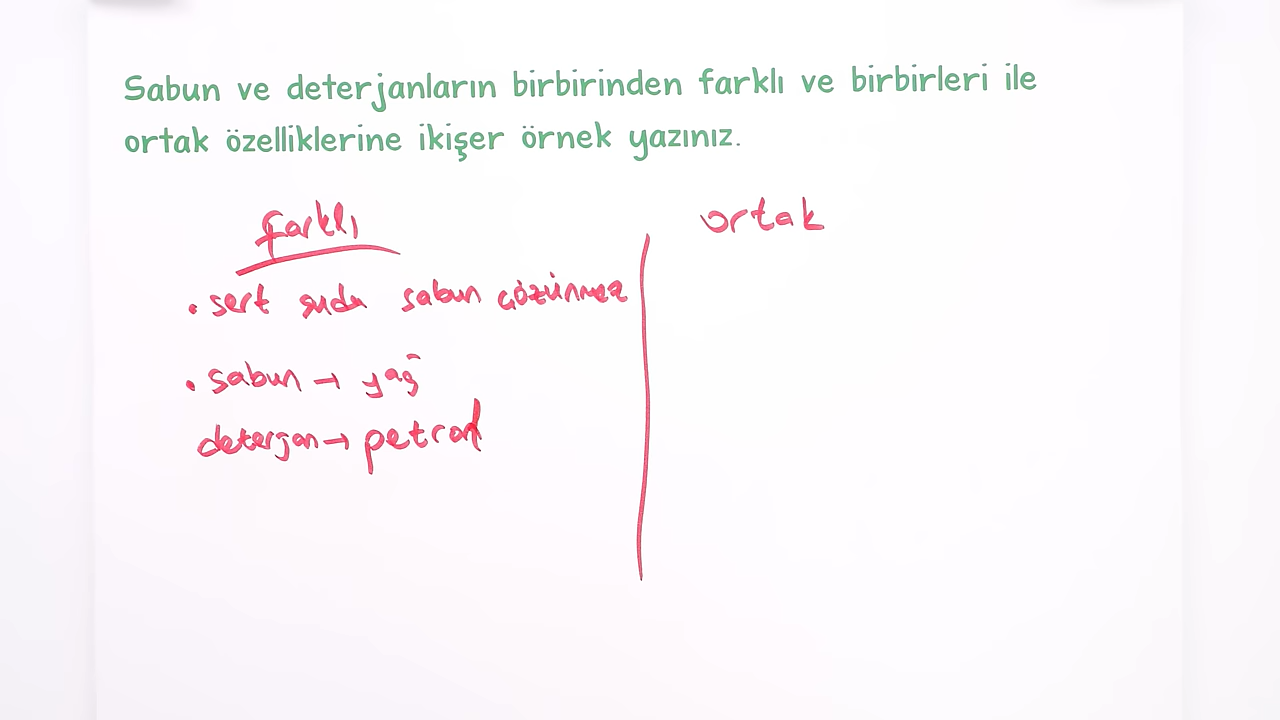 Sabun ve deterjanların birbirinden farklı ve birbirleri ile
ortak özelliklerine ikişer örnek yazınız.
farklı
• sert suda sabun çözünmez
• sabun → yağ
deterjan → petrol
ortak